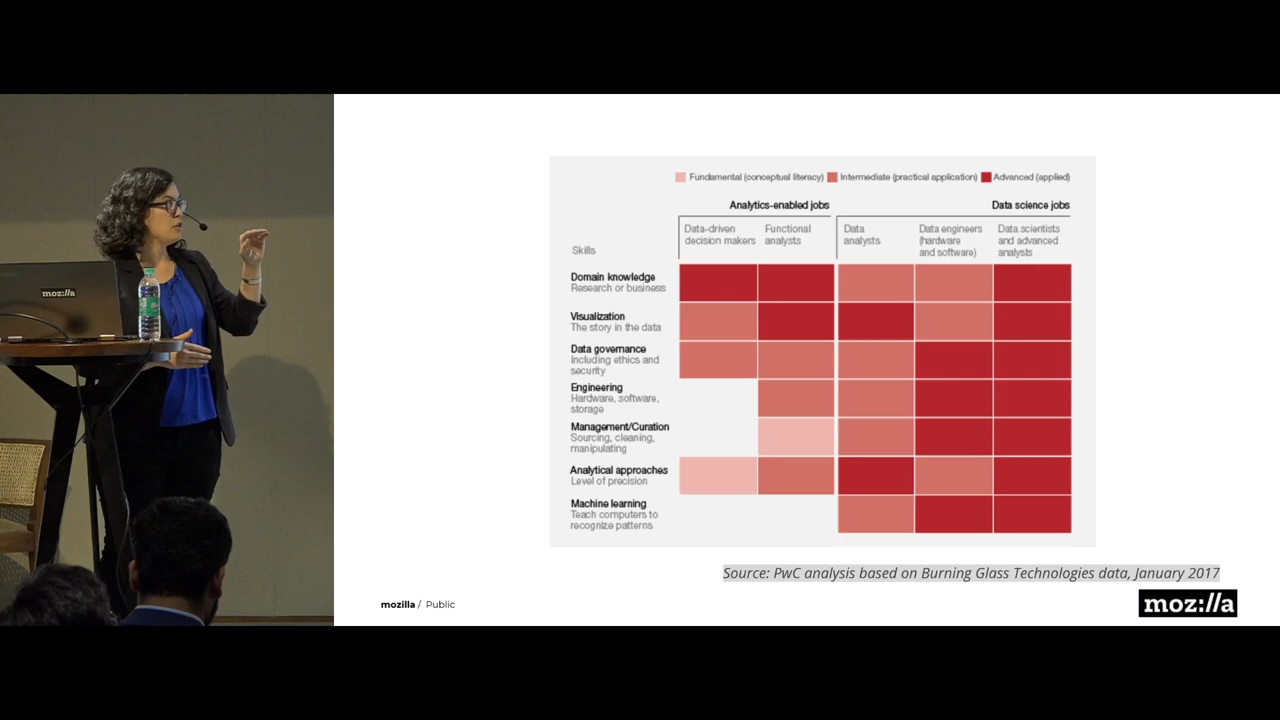 moz://a
Fundamental (conceptual literacy) Intermediate (practical application) Advanced (applied)
Analytics-enabled jobs Data science jobs
Skills
Data-driven
decision makers
Functional
analysts
Data
analysts
Data engineers
(hardware
and software)
Data scientists
and advanced
analysts
Domain knowledge
Research or business
Visualization
The story in the data
Data governance
Including ethics and
security
Engineering
Hardware, software,
storage
Management/Curation
Sourcing, cleaning,
manipulating
Analytical approaches
Level of precision
Machine learning
Teach computers to
recognize patterns
Source: PwC analysis based on Burning Glass Technologies data, January 2017
mozilla / Public
moz://a